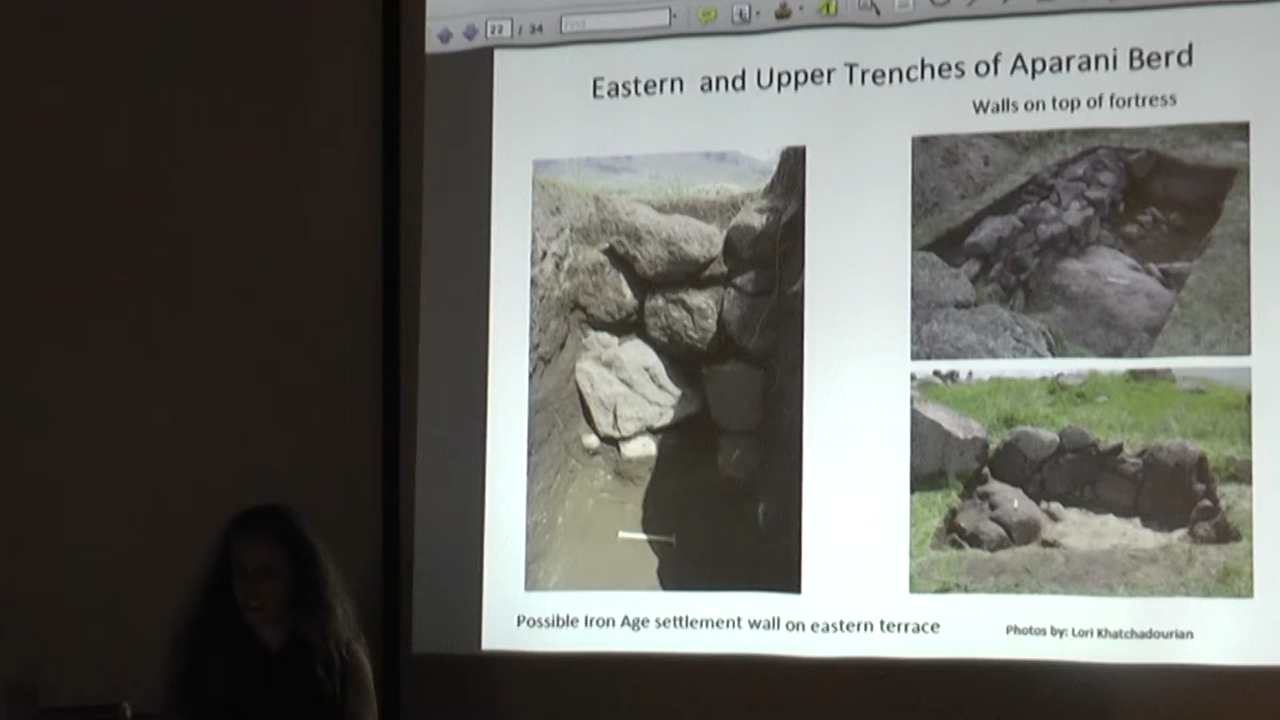 22 / 34
Eastern and Upper Trenches of Aparani Berd
Walls on top of fortress
Possible Iron Age settlement wall on eastern terrace
Photos by: Lori Khatchadourian